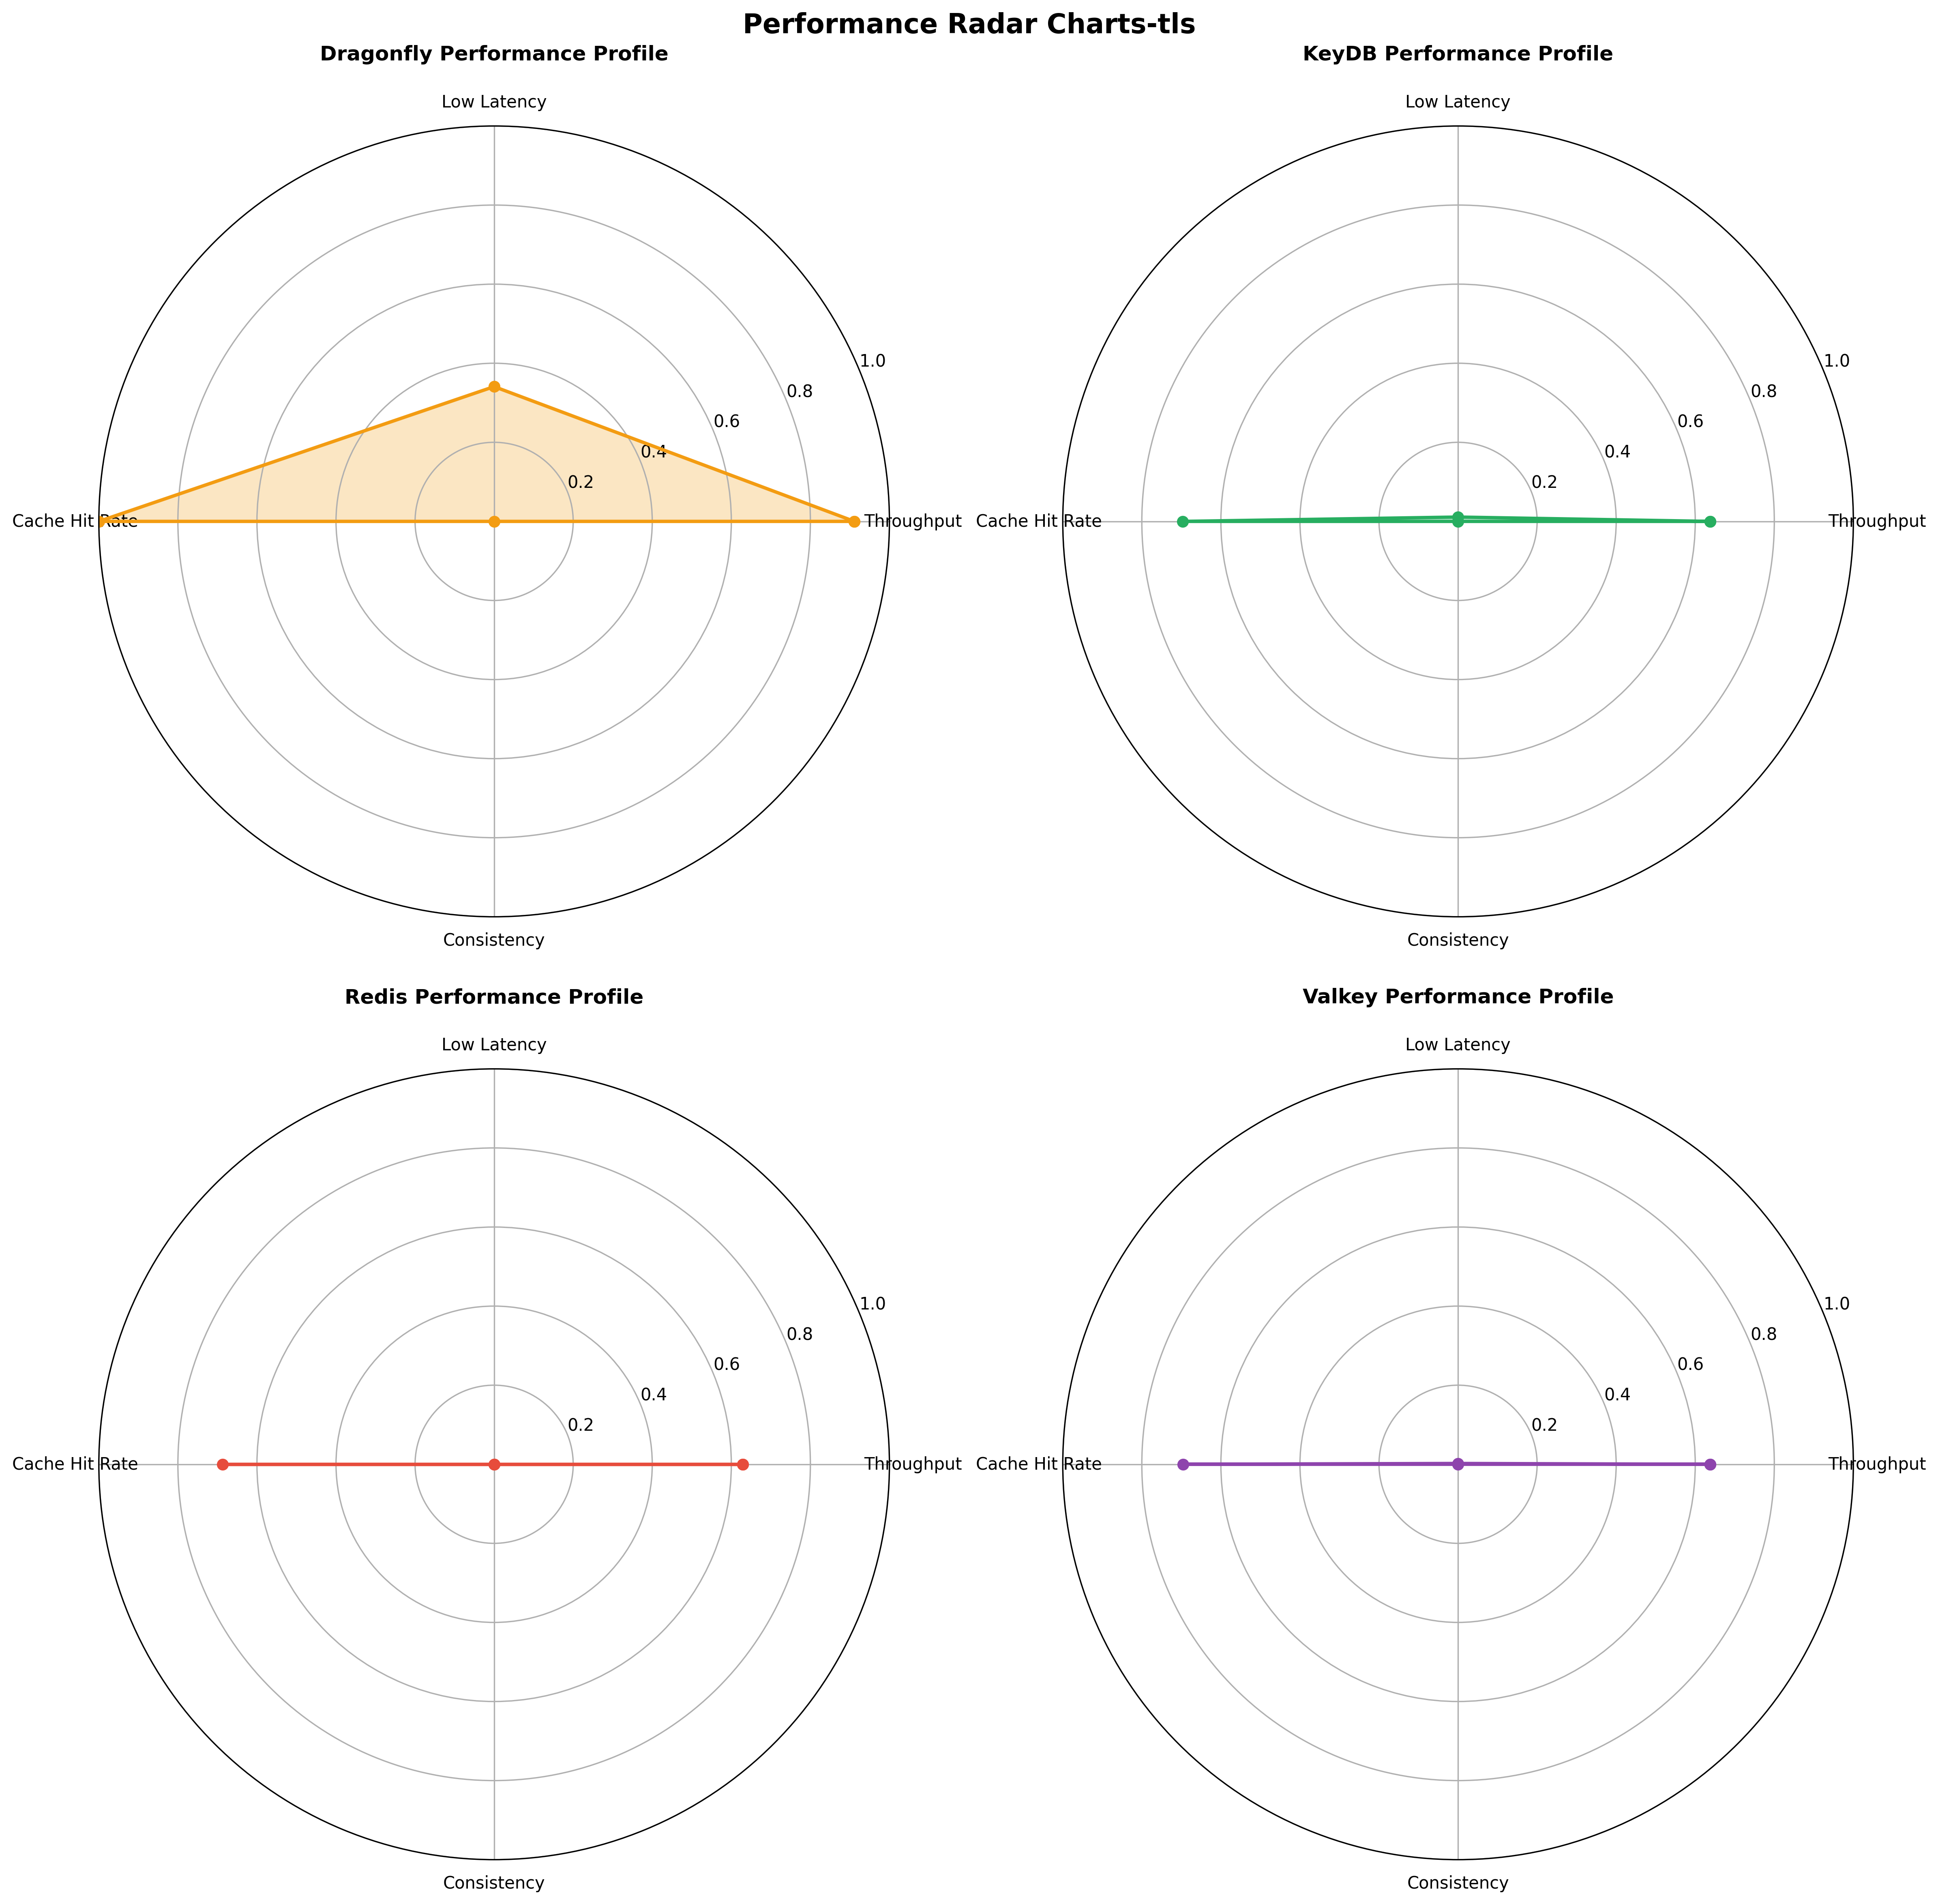 Performance Radar Charts-tls
Dragonfly Performance Profile
Low Latency
1.0
0.8
0.6
0.4
0.2
Cache Hit Rate
Throughput
Consistency
KeyDB Performance Profile
Low Latency
1.0
0.8
0.6
0.4
0.2
Cache Hit Rate
Throughput
Consistency
Redis Performance Profile
Low Latency
1.0
0.8
0.6
0.4
0.2
Cache Hit Rate
Throughput
Consistency
Valkey Performance Profile
Low Latency
1.0
0.8
0.6
0.4
0.2
Cache Hit Rate
Throughput
Consistency